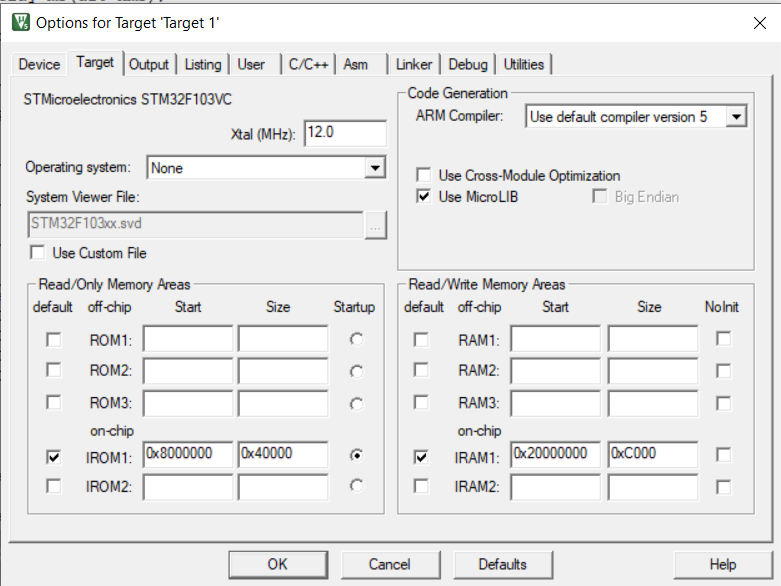 Options for Target 'Target 1'
Device Target Output Listing User C/C++ Asm Linker Debug Utilities
STMicroelectronics STM32F103VC
Xtal (MHz): 12.0
Operating system: None
System Viewer File:
STM32F103xx.svd ...
Use Custom File
Code Generation
ARM Compiler: Use default compiler version 5
Use Cross-Module Optimization
Use MicroLIB Big Endian
Read/Only Memory Areas
default off-chip Start Size Startup
ROM1:
ROM2:
ROM3:
on-chip
IROM1: 0x8000000 0x40000
IROM2:
Read/Write Memory Areas
default off-chip Start Size NoInit
RAM1:
RAM2:
RAM3:
on-chip
IRAM1: 0x20000000 0xC000
IRAM2:
OK Cancel Defaults Help